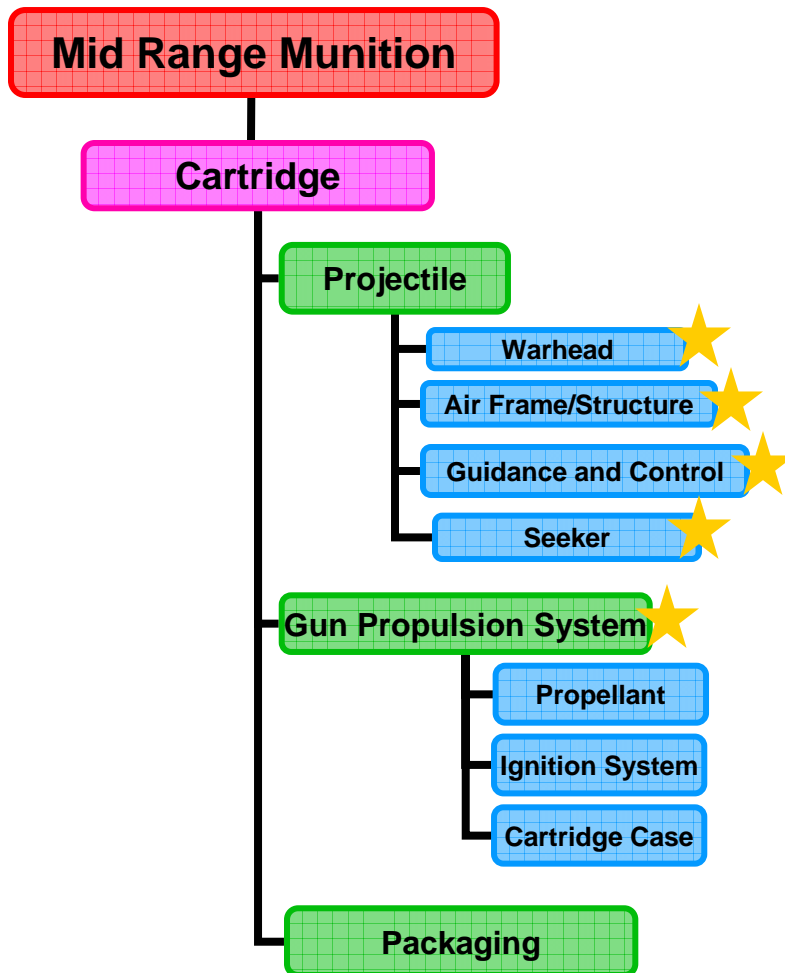 Mid Range Munition
Cartridge
Projectile
Warhead
Air Frame/Structure
Guidance and Control
Seeker
Gun Propulsion System
Propellant
Ignition System
Cartridge Case
Packaging